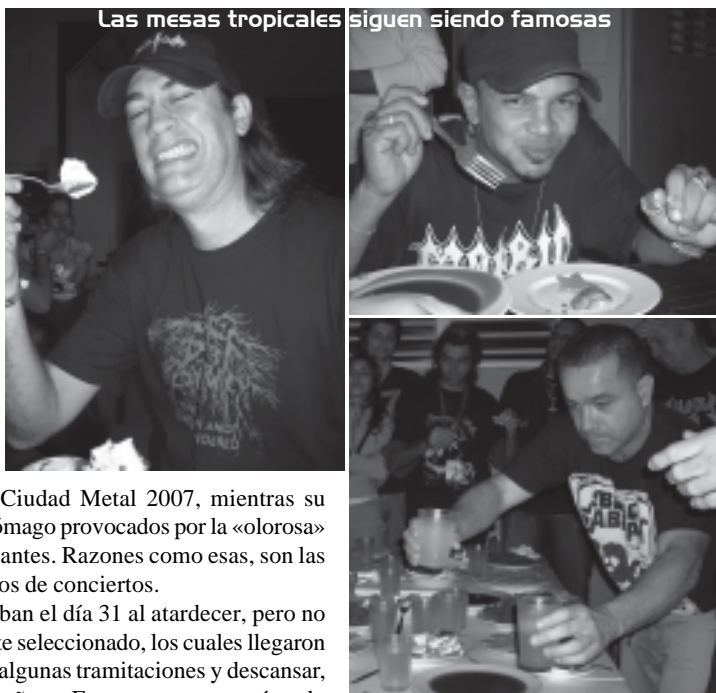 Las mesas tropicales siguen siendo famosas
Ciudad Metal 2007, mientras su
ómago provocados por la «olorosa»
antes. Razones como esas, son las
os de conciertos.
ban el día 31 al atardecer, pero no
te seleccionado, los cuales llegaron
algunas tramitaciones y descansar,